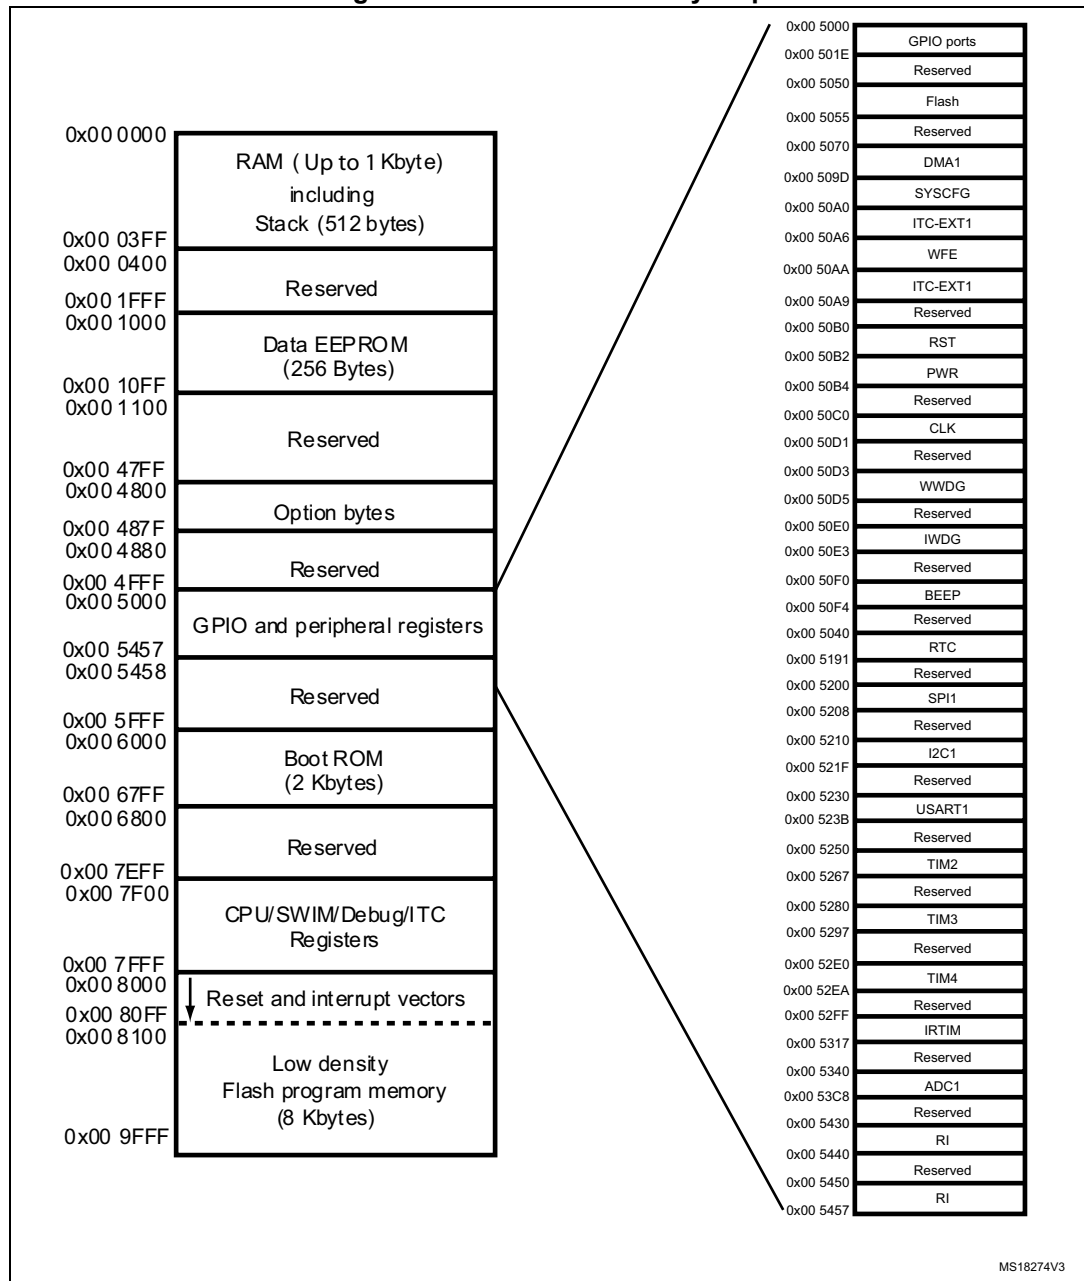 0x00 0000
RAM (Up to 1 Kbyte)
including
Stack (512 bytes)
0x00 03FF
0x00 0400
Reserved
0x00 1FFF
0x00 1000
Data EEPROM
(256 Bytes)
0x00 10FF
0x00 1100
Reserved
0x00 47FF
0x00 4800
Option bytes
0x00 487F
0x00 4880
Reserved
0x00 4FFF
0x00 5000
GPIO and peripheral registers
0x00 5457
0x00 5458
Reserved
0x00 5FFF
0x00 6000
Boot ROM
(2 Kbytes)
0x00 67FF
0x00 6800
Reserved
0x00 7EFF
0x00 7F00
CPU/SWIM/Debug/ITC
Registers
0x00 7FFF
0x00 8000
Reset and interrupt vectors
0x00 80FF
0x00 8100
Low density
Flash program memory
(8 Kbytes)
0x00 9FFF
0x00 5000
GPIO ports
0x00 501E
Reserved
0x00 5050
Flash
0x00 5055
Reserved
0x00 5070
DMA1
0x00 509D
SYSCFG
0x00 50A0
ITC-EXT1
0x00 50A6
WFE
0x00 50AA
ITC-EXT1
0x00 50A9
Reserved
0x00 50B0
RST
0x00 50B2
PWR
0x00 50B4
Reserved
0x00 50C0
CLK
0x00 50D1
Reserved
0x00 50D3
WWDG
0x00 50D5
Reserved
0x00 50E0
IWDG
0x00 50E3
Reserved
0x00 50F0
BEEP
0x00 50F4
Reserved
0x00 5040
RTC
0x00 5191
Reserved
0x00 5200
SPI1
0x00 5208
Reserved
0x00 5210
I2C1
0x00 521F
Reserved
0x00 5230
USART1
0x00 523B
Reserved
0x00 5250
TIM2
0x00 5267
Reserved
0x00 5280
TIM3
0x00 5297
Reserved
0x00 52E0
TIM4
0x00 52EA
Reserved
0x00 52FF
IRTIM
0x00 5317
Reserved
0x00 5340
ADC1
0x00 53C8
Reserved
0x00 5430
RI
0x00 5440
Reserved
0x00 5450
RI
0x00 5457
MS18274V3